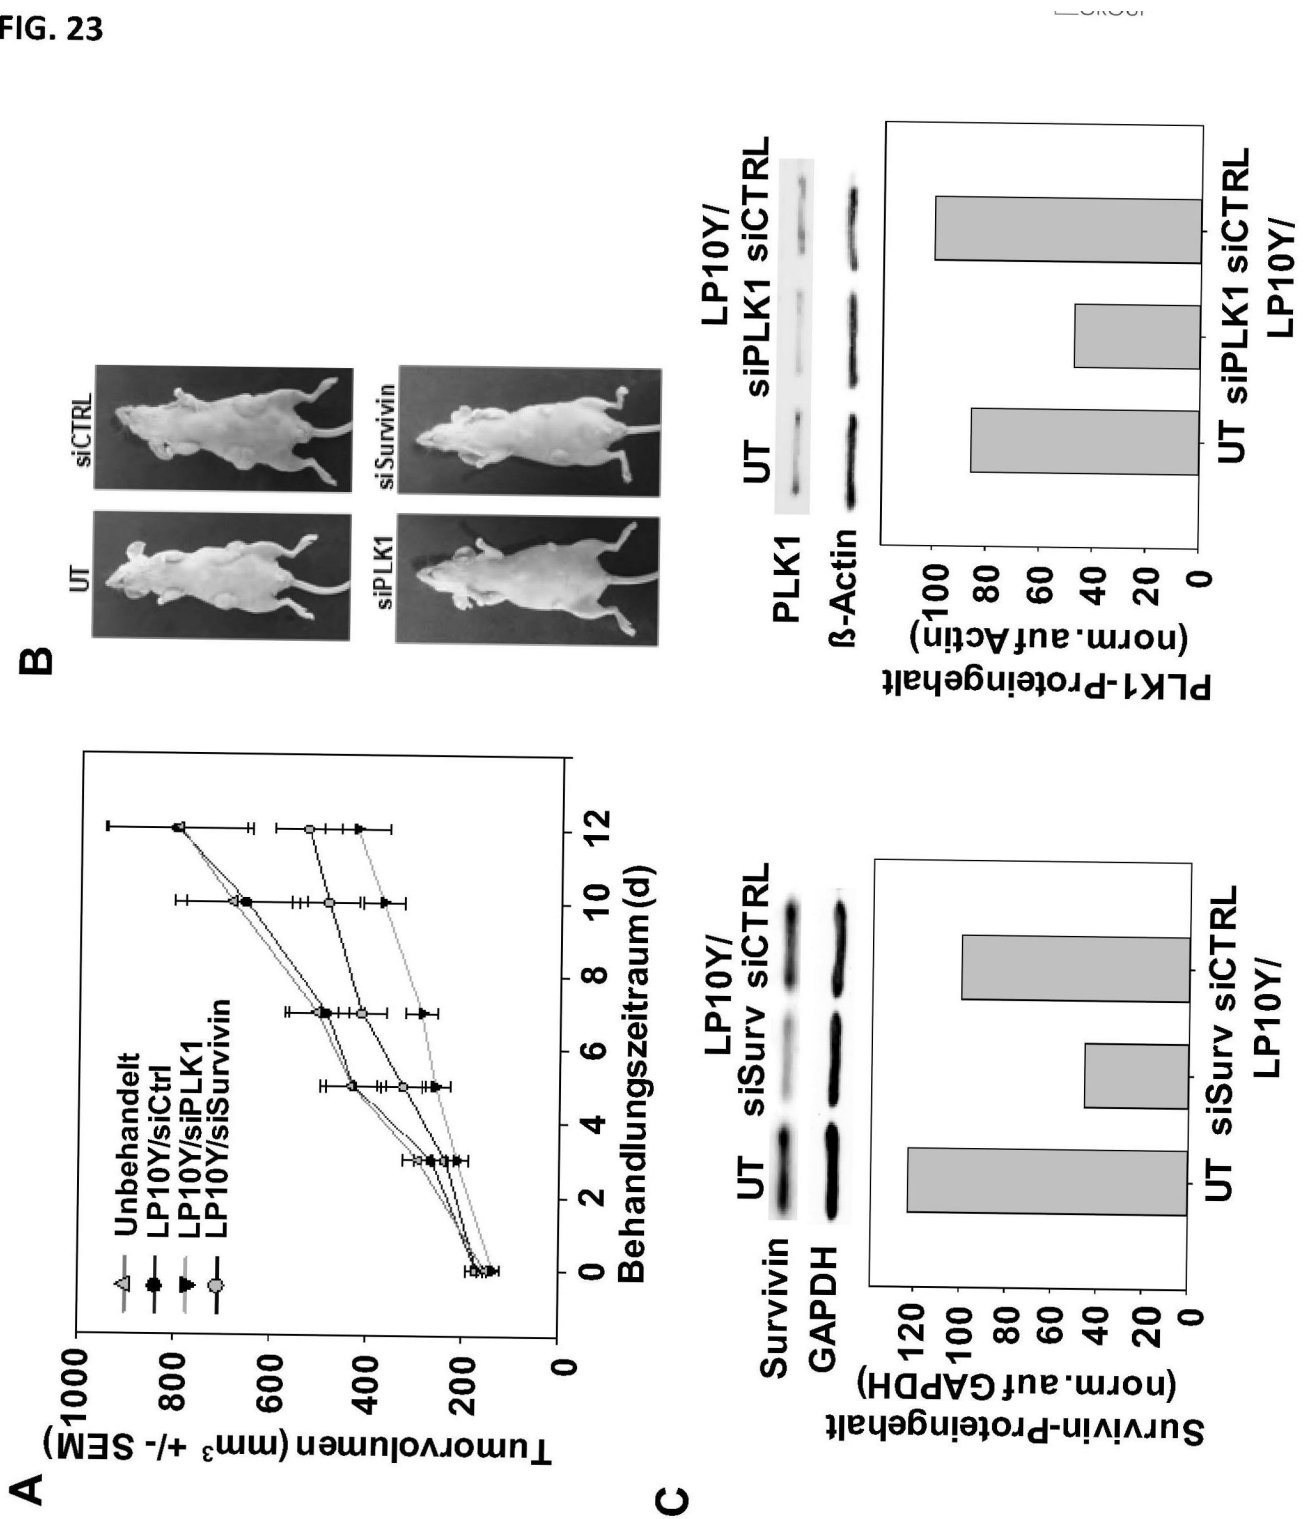 FIG. 23
A
Tumorvolumen (mm³ +/- SEM)
1000
800
600
400
200
0
Unbehandelt
LP10Y/siCtrl
LP10Y/siPLK1
LP10Y/siSurvivin
0 2 4 6 8 10 12
Behandlungszeitraum (d)
B
UT
siCTRL
siPLK1
si Survivin
C
LP10Y/
UT siSurv siCTRL
Survivin
GAPDH
Survivin-Proteingehalt
(norm. auf GAPDH)
120
100
80
60
40
20
0
UT siSurv siCTRL
LP10Y/
LP10Y/
UT siPLK1 siCTRL
PLK1
ß-Actin
PLK1-Proteingehalt
(norm. auf Actin)
100
80
60
40
20
0
UT siPLK1 siCTRL
LP10Y/